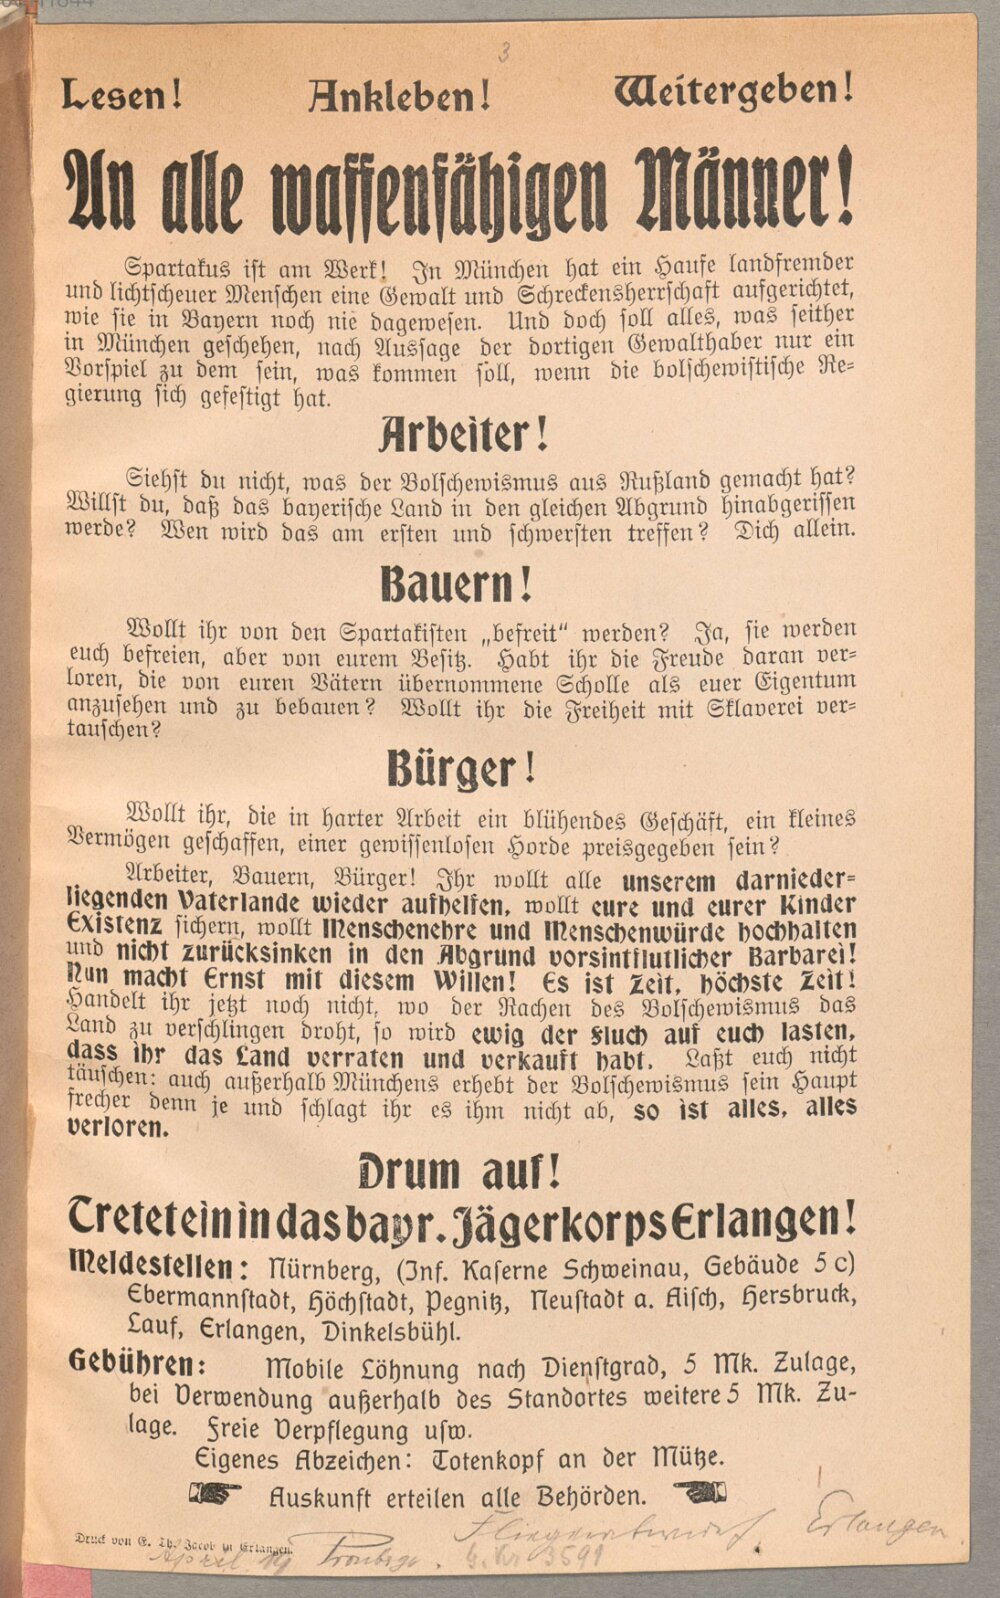 3
Lesen! Ankleben! Weitergeben!
An alle waffenfähigen Männer!
Spartakus ist am Werk! In München hat ein Haufe landfremder
und lichtscheuer Menschen eine Gewalt und Schreckensherrschaft aufgerichtet,
wie sie in Bayern noch nie dagewesen. Und doch soll alles, was seither
in München geschehen, nach Aussage der dortigen Gewalthaber nur ein
Vorspiel zu dem sein, was kommen soll, wenn die bolschewistische Re-
gierung sich gefestigt hat.
Arbeiter!
Siehst du nicht, was der Bolschewismus aus Rußland gemacht hat?
Willst du, daß das bayerische Land in den gleichen Abgrund hinabgerissen
werde? Wen wird das am ersten und schwersten treffen? Dich allein.
Bauern!
Wollt ihr von den Spartakisten „befreit“ werden? Ja, sie werden
euch befreien, aber von eurem Besitz. Habt ihr die Freude daran ver-
loren, die von euren Vätern übernommene Scholle als euer Eigentum
anzusehen und zu bebauen? Wollt ihr die Freiheit mit Sklaverei ver-
tauschen?
Bürger!
Wollt ihr, die in harter Arbeit ein blühendes Geschäft, ein kleines
Vermögen geschaffen, einer gewissenlosen Horde preisgegeben sein?
Arbeiter, Bauern, Bürger! Ihr wollt alle unserem darnieder-
liegenden Vaterlande wieder aufhelfen, wollt eure und eurer Kinder
Existenz sichern, wollt Menschenehre und Menschenwürde hochhalten
und nicht zurücksinken in den Abgrund vorsintflutlicher Barbarei!
Nun macht Ernst mit diesem Willen! Es ist Zeit, höchste Zeit!
Handelt ihr jetzt noch nicht, wo der Rachen des Bolschewismus das
Land zu verschlingen droht, so wird ewig der Fluch auf euch lasten,
dass ihr das Land verraten und verkauft habt. Laßt euch nicht
täuschen: auch außerhalb Münchens erhebt der Bolschewismus sein Haupt
frecher denn je und schlagt ihr es ihm nicht ab, so ist alles, alles
verloren.
Drum auf!
Tretet ein in das bayr. Jägerkorps Erlangen!
Meldestellen: Nürnberg, (Inf. Kaserne Schweinau, Gebäude 5 c)
Ebermannstadt, Höchstadt, Pegnitz, Neustadt a. Aisch, Hersbruck,
Lauf, Erlangen, Dinkelsbühl.
Gebühren: Mobile Löhnung nach Dienstgrad, 5 Mk. Zulage,
bei Verwendung außerhalb des Standortes weitere 5 Mk. Zu-
lage. Freie Verpflegung usw.
Eigenes Abzeichen: Totenkopf an der Mütze.
Auskunft erteilen alle Behörden.
Druck von E. Th. Jacob in Erlangen.
Erlangen
April 19
3591